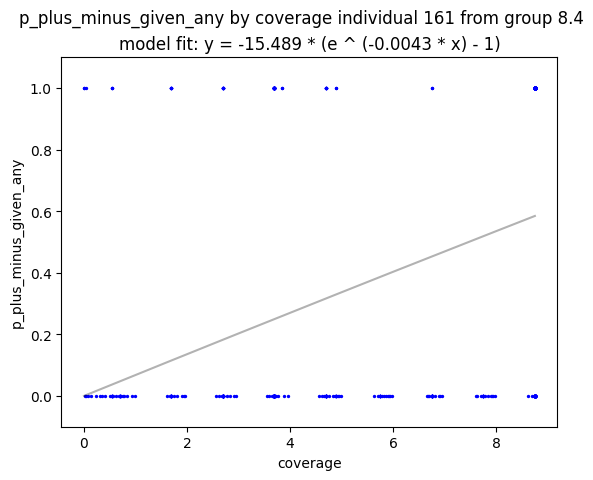 p_plus_minus_given_any by coverage individual 161 from group 8.4
model fit: y = -15.489 * (e ^ (-0.0043 * x) - 1)
1.0
0.8
0.6
0.4
0.2
0.0
p_plus_minus_given_any
0
2
4
6
8
coverage